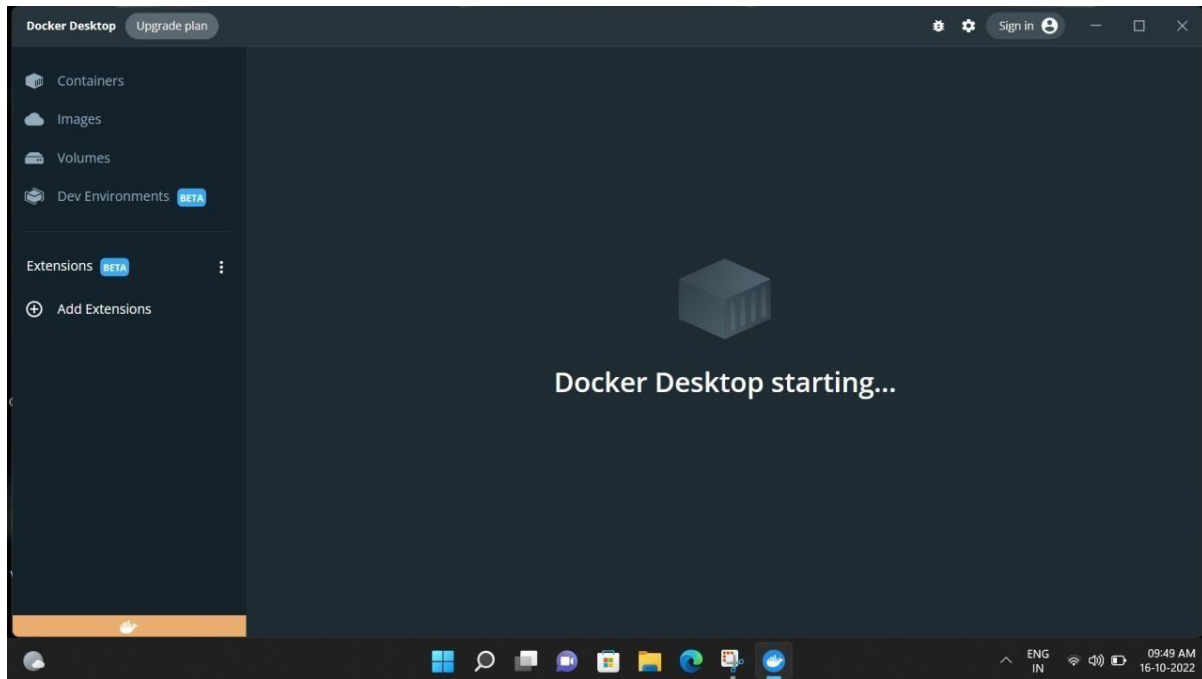 Docker Desktop Upgrade plan Sign in
Containers
Images
Volumes
Dev Environments BETA
Extensions BETA
Add Extensions
Docker Desktop starting...
ENG
IN
09:49 AM
16-10-2022